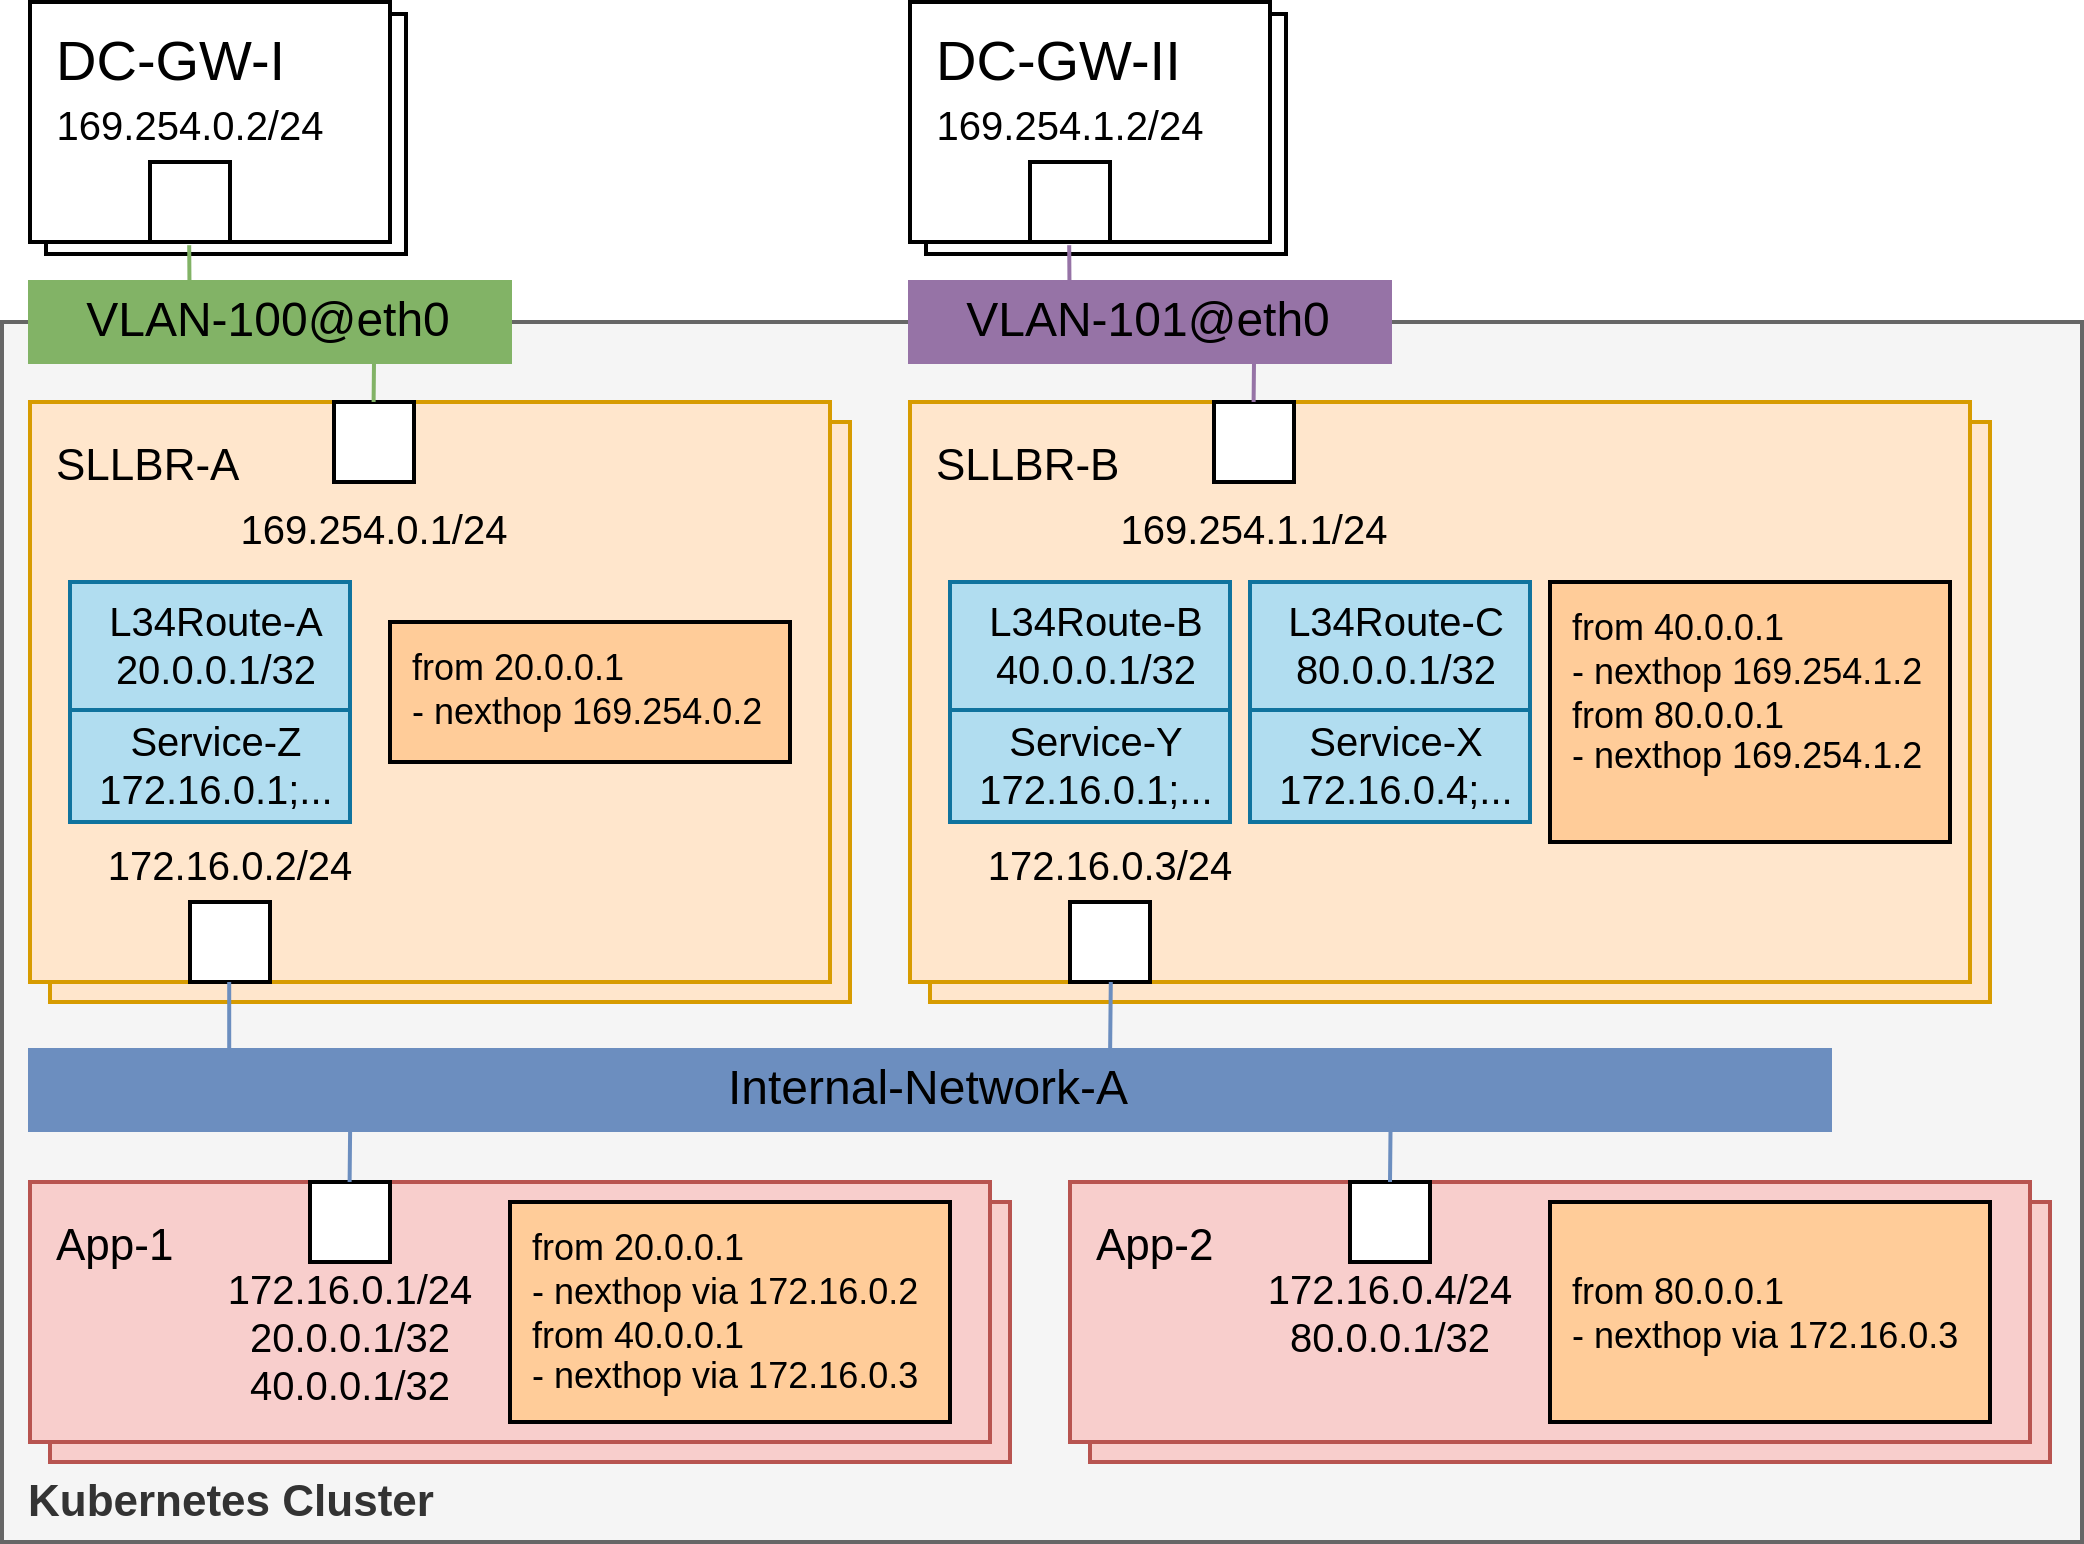 DC-GW-I
169.254.0.2/24
DC-GW-II
169.254.1.2/24
VLAN-100@eth0
VLAN-101@eth0
SLLBR-A
169.254.0.1/24
L34Route-A
20.0.0.1/32
Service-Z
172.16.0.1;...
from 20.0.0.1
- nexthop 169.254.0.2
172.16.0.2/24
SLLBR-B
169.254.1.1/24
L34Route-B
40.0.0.1/32
Service-Y
172.16.0.1;...
L34Route-C
80.0.0.1/32
Service-X
172.16.0.4;...
from 40.0.0.1
- nexthop 169.254.1.2
from 80.0.0.1
- nexthop 169.254.1.2
172.16.0.3/24
Internal-Network-A
App-1
172.16.0.1/24
20.0.0.1/32
40.0.0.1/32
from 20.0.0.1
- nexthop via 172.16.0.2
from 40.0.0.1
- nexthop via 172.16.0.3
App-2
172.16.0.4/24
80.0.0.1/32
from 80.0.0.1
- nexthop via 172.16.0.3
Kubernetes Cluster